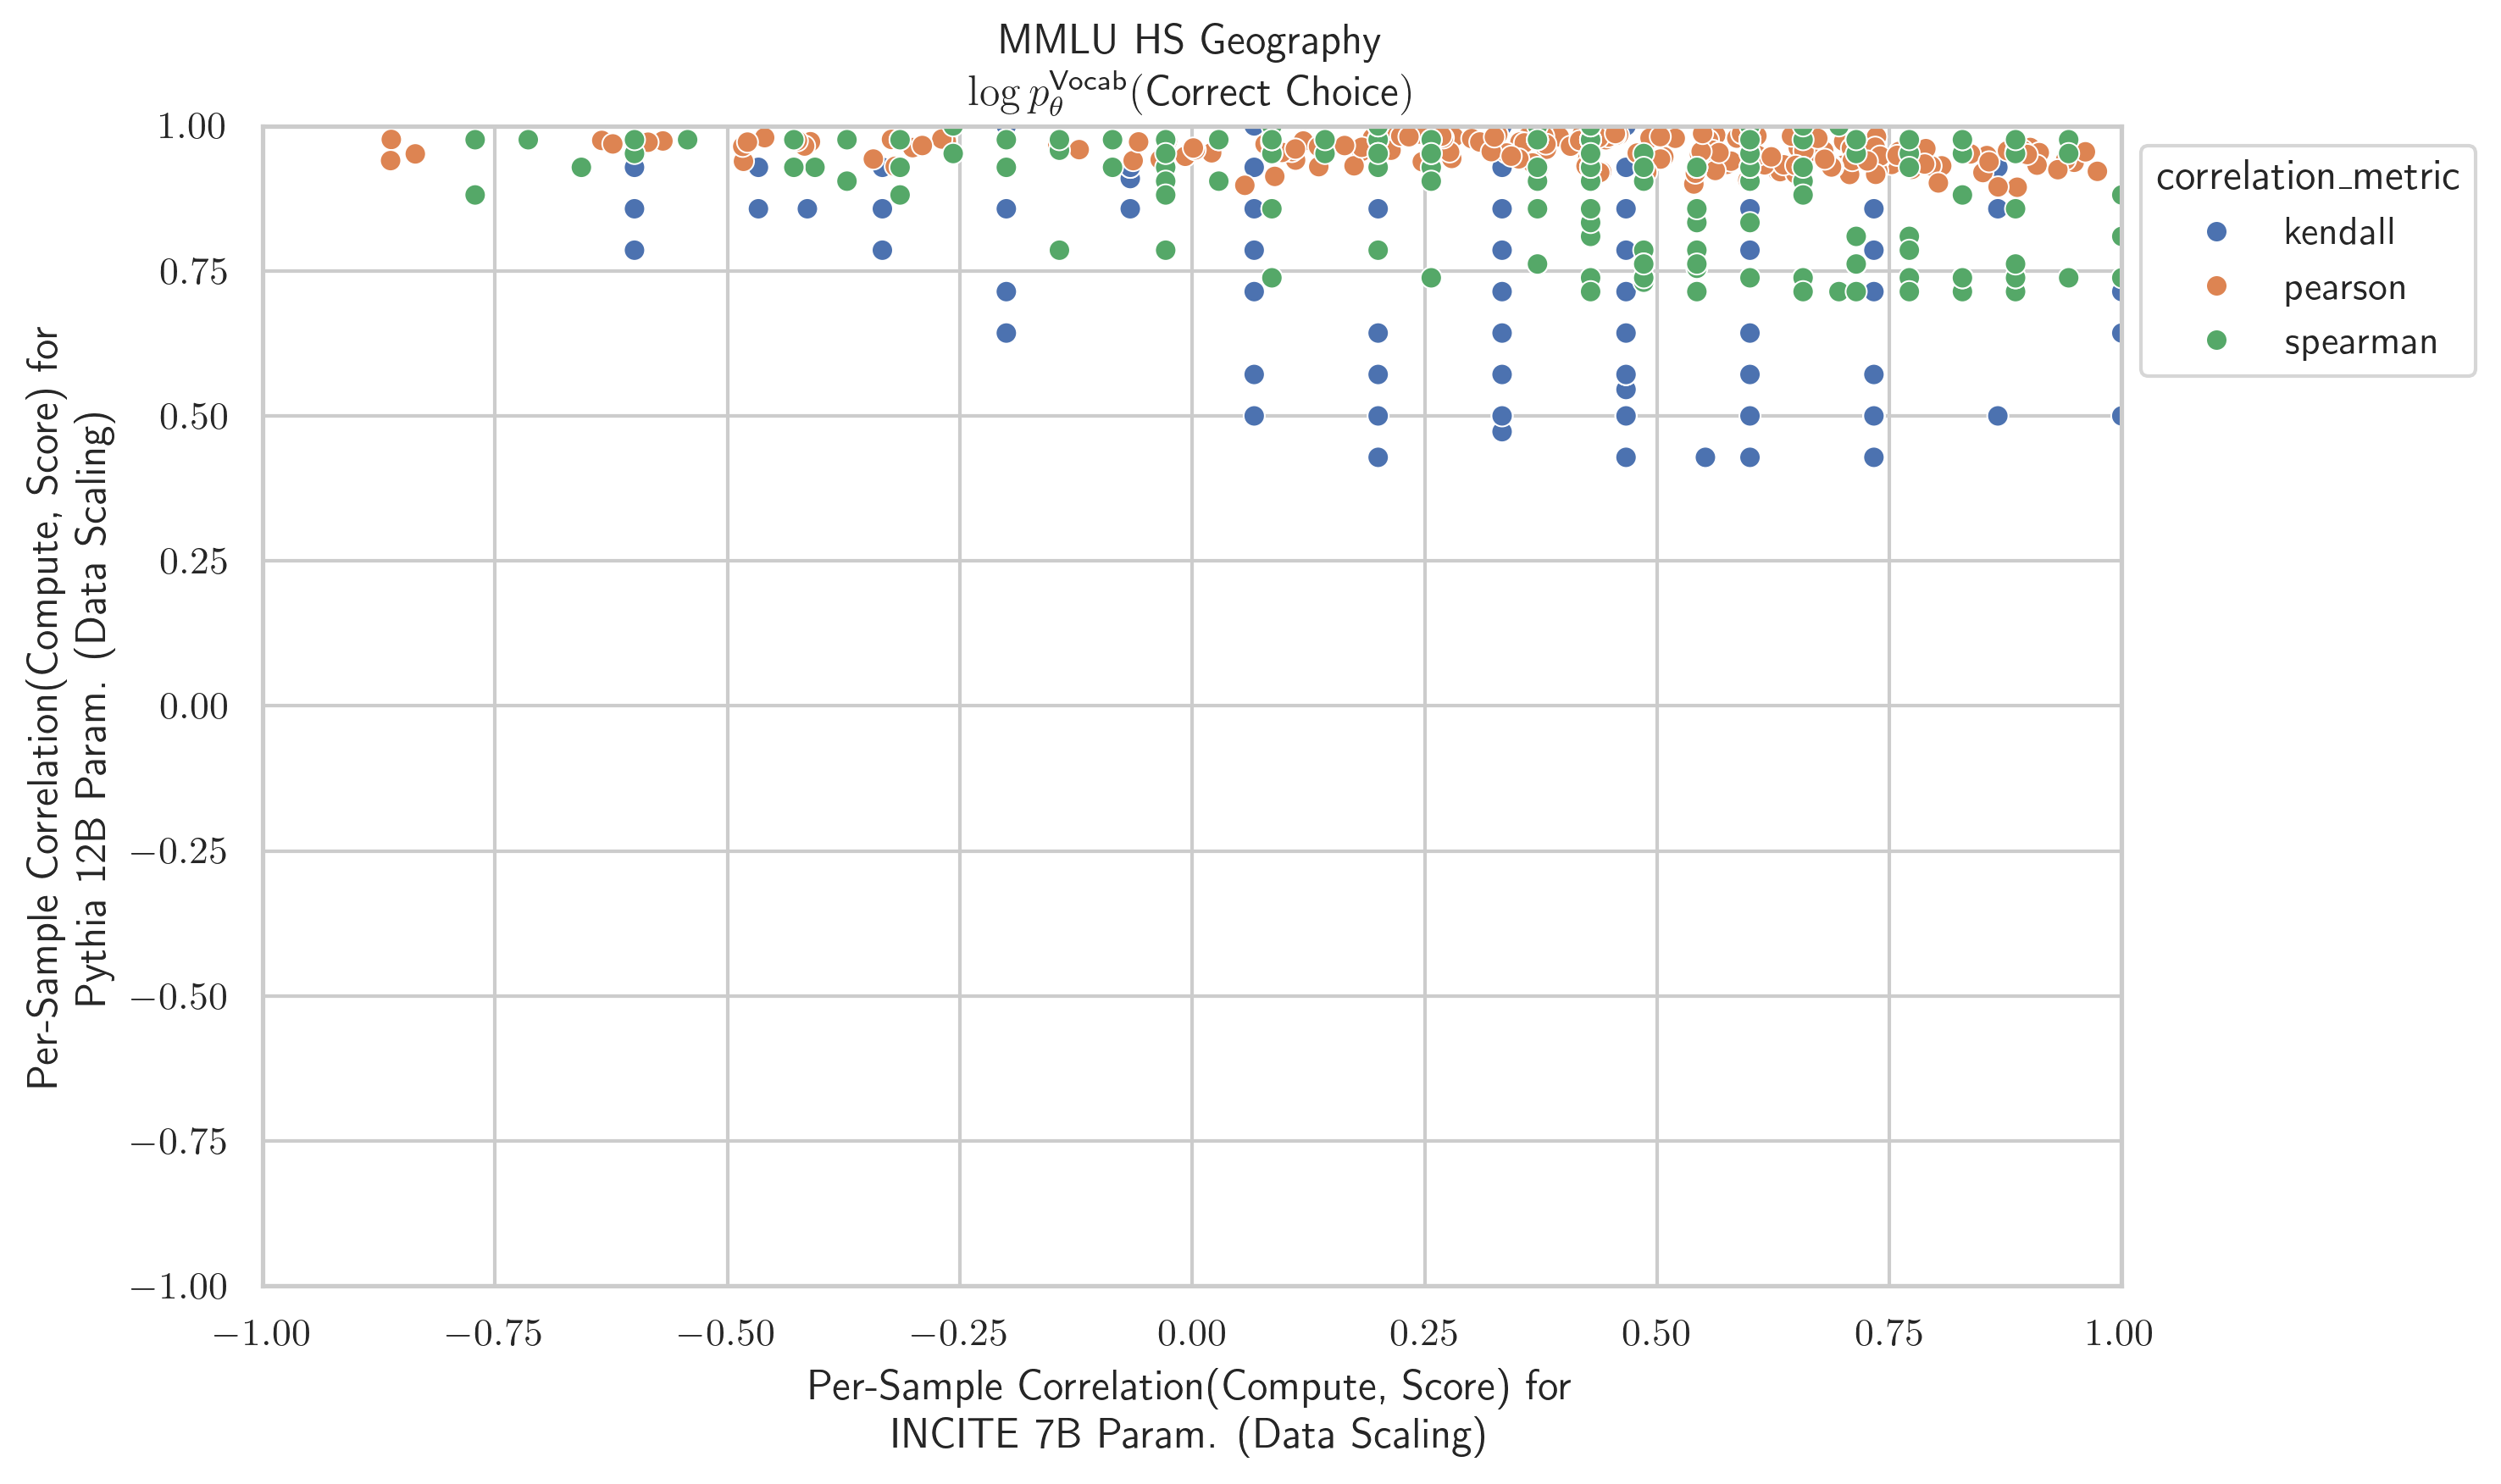 MMLU HS Geography
log p_θ^Vocab(Correct Choice)
1.00
0.75
0.50
0.25
0.00
−0.25
−0.50
−0.75
−1.00
Per-Sample Correlation(Compute, Score) for
Pythia 12B Param. (Data Scaling)
−1.00 −0.75 −0.50 −0.25 0.00 0.25 0.50 0.75 1.00
Per-Sample Correlation(Compute, Score) for
INCITE 7B Param. (Data Scaling)
correlation_metric
kendall
pearson
spearman